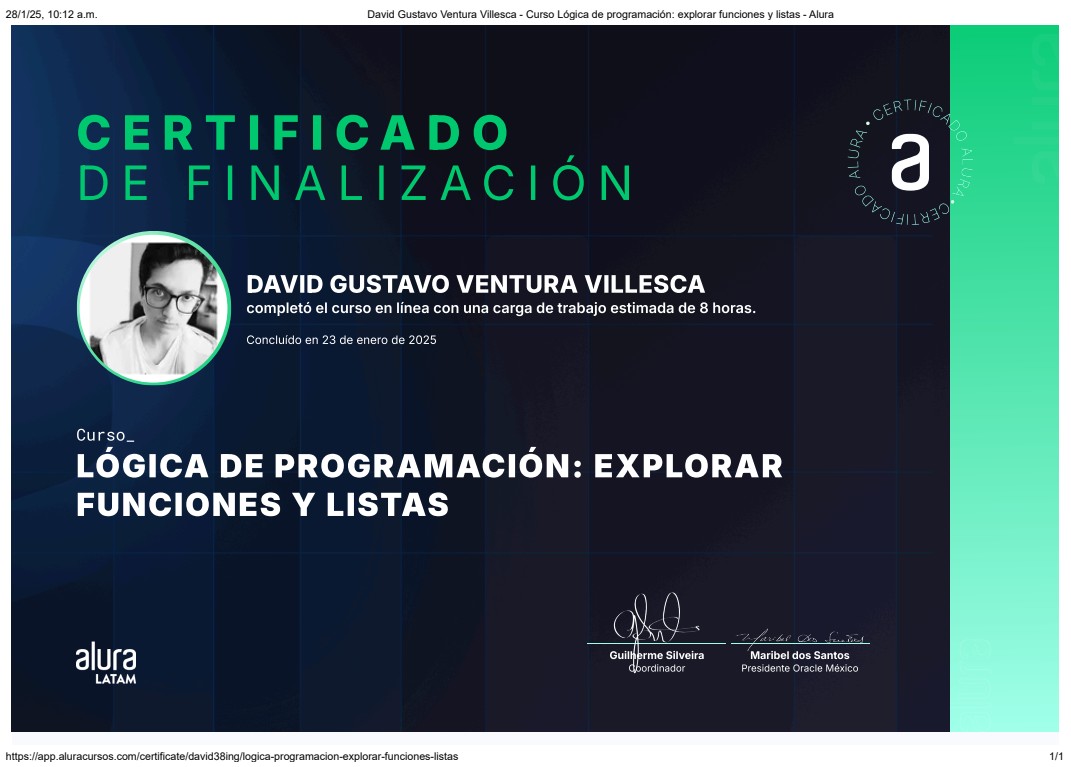 28/1/25, 10:12 a.m.
David Gustavo Ventura Villesca - Curso Lógica de programación: explorar funciones y listas - Alura
CERTIFICADO
DE FINALIZACIÓN
CERTIFICADO ALURA • CERTIFICADO ALURA •
a
DAVID GUSTAVO VENTURA VILLESCA
completó el curso en línea con una carga de trabajo estimada de 8 horas.
Concluído en 23 de enero de 2025
Curso_
LÓGICA DE PROGRAMACIÓN: EXPLORAR
FUNCIONES Y LISTAS
alura
LATAM
Maribel Dos Santos
Guilherme Silveira
Coordinador
Maribel dos Santos
Presidente Oracle México
https://app.aluracursos.com/certificate/david38ing/logica-programacion-explorar-funciones-listas
1/1